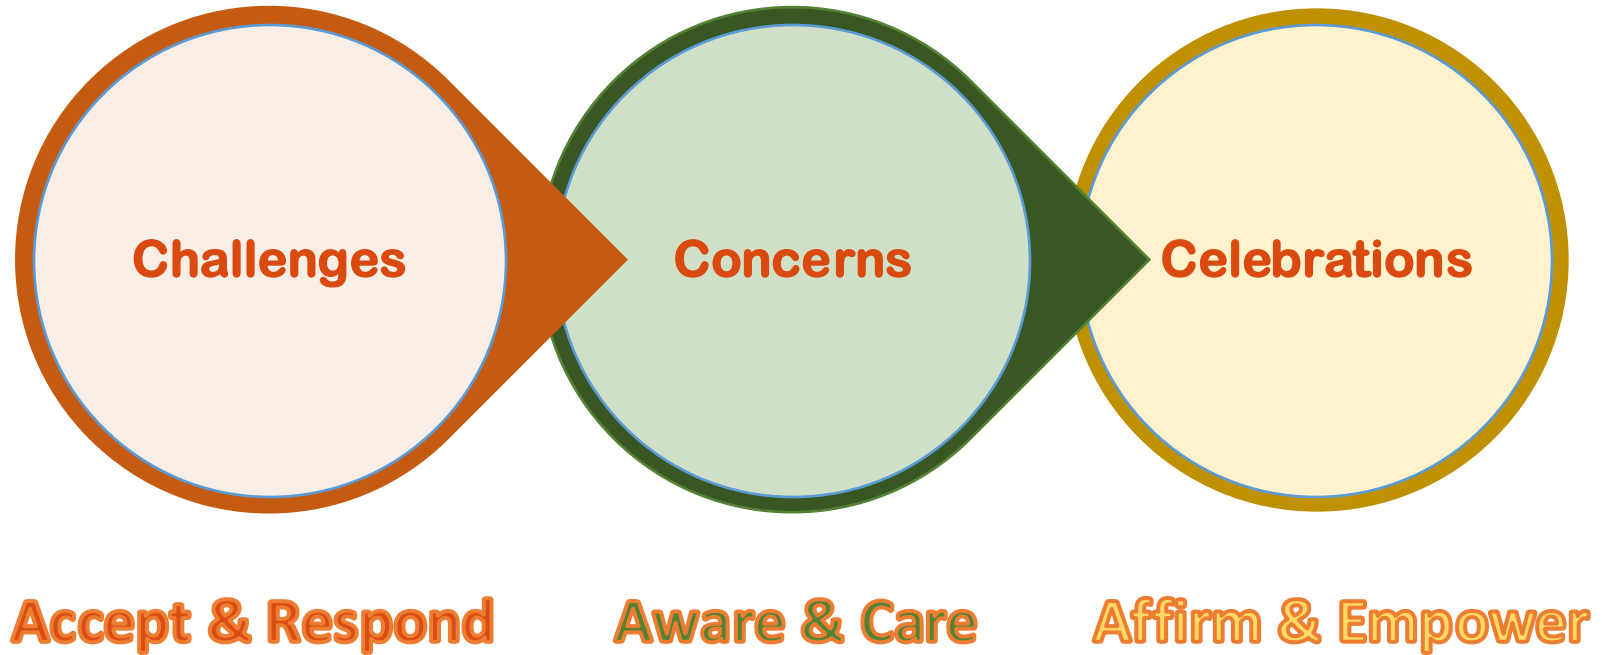 Challenges
Concerns
Celebrations
Accept & Respond
Aware & Care
Affirm & Empower